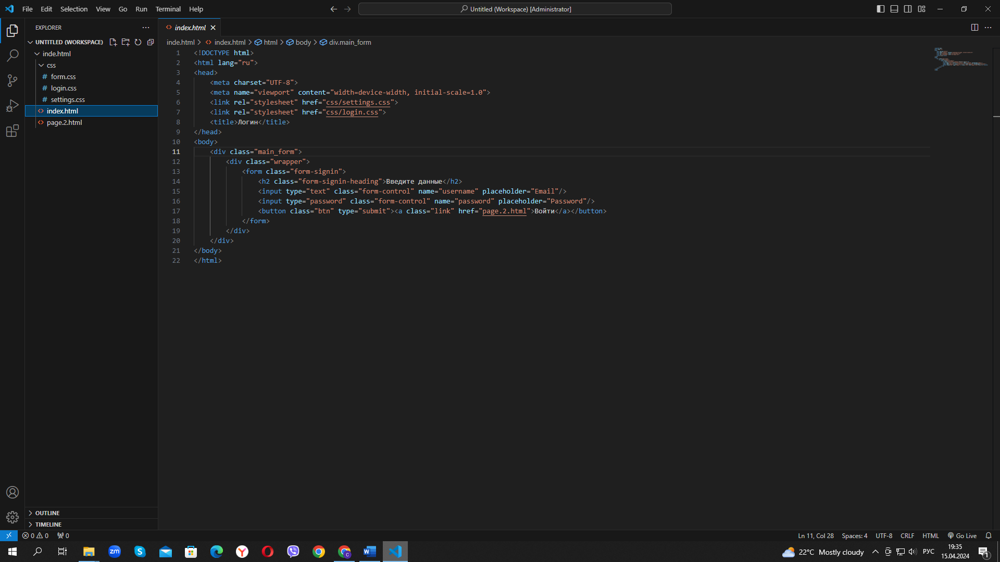 File Edit Selection View Go Run Terminal Help
Untitled (Workspace) [Administrator]
EXPLORER
index.html
UNTITLED (WORKSPACE)
inde.html > index.html > html > body > div.main_form
inde.html
css
form.css
login.css
settings.css
index.html
page.2.html
1 <!DOCTYPE html>
2 <html lang="ru">
3 <head>
4 <meta charset="UTF-8">
5 <meta name="viewport" content="width=device-width, initial-scale=1.0">
6 <link rel="stylesheet" href="css/settings.css">
7 <link rel="stylesheet" href="css/login.css">
8 <title>Логин</title>
9 </head>
10 <body>
11 <div class="main_form">
12 <div class="wrapper">
13 <form class="form-signin">
14 <h2 class="form-signin-heading">Введите данные</h2>
15 <input type="text" class="form-control" name="username" placeholder="Email"/>
16 <input type="password" class="form-control" name="password" placeholder="Password"/>
17 <button class="btn" type="submit"><a class="link" href="page.2.html">Войти</a></button>
18 </form>
19 </div>
20 </div>
21 </body>
22 </html>
OUTLINE
TIMELINE
0 0 0
Ln 11, Col 28 Spaces: 4 UTF-8 CRLF HTML Go Live
zm
22°C Mostly cloudy
РУС
19:35
15.04.2024
1